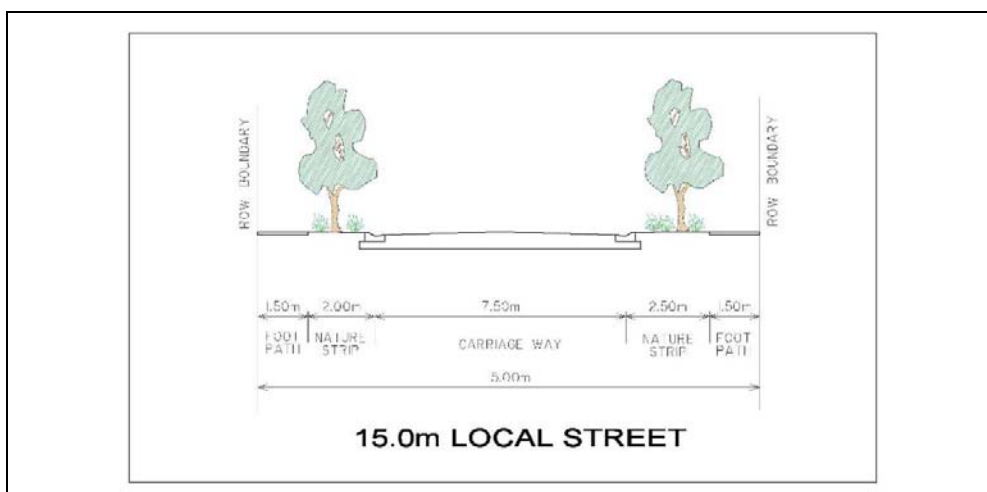 ROW BOUNDARY
ROW BOUNDARY
1.50m 2.00m 7.50m 2.50m 1.50m
FOOT PATH
NATURE STRIP
CARRIAGE WAY
NATURE STRIP
FOOT PATH
5.00m
15.0m LOCAL STREET